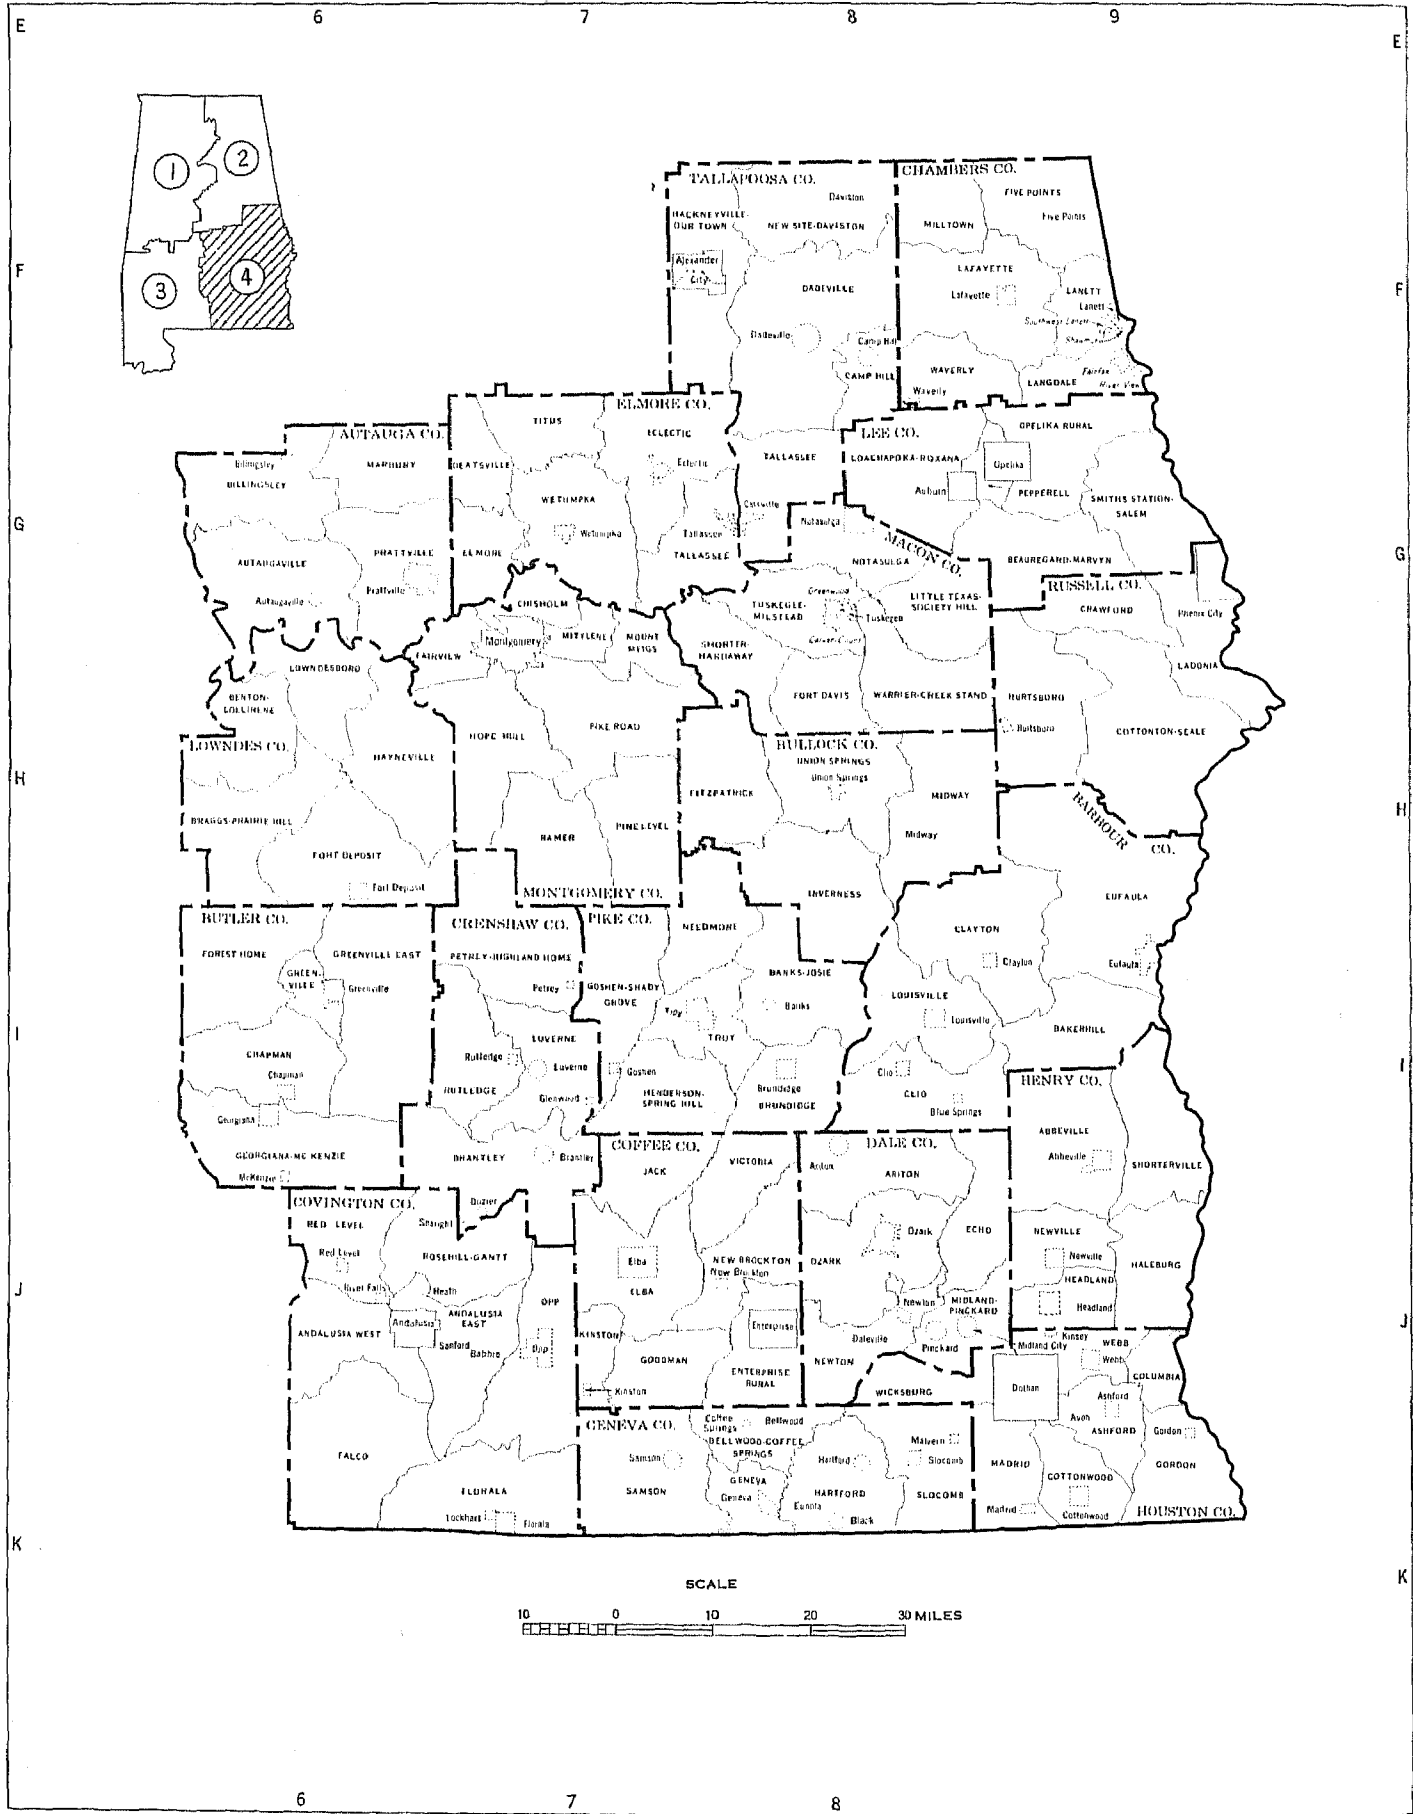 6 7 8 9
E E
1
2
3
4
TALLAPOOSA CO.
CHAMBERS CO.
Daviston
FIVE POINTS
Five Points
HACKNEYVILLE-
OUR TOWN
NEW SITE-DAVISTON
MILLTOWN
Alexander
City
LAFAYETTE
Lafayette
LANETT
Lanett
F F
DADEVILLE
Dadeville
Southwest Lanett
Shawmut
Camp Hill
CAMP HILL
WAVERLY
Waverly
Fairfax
LANGDALE
River View
ELMORE CO.
TITUS
ECLECTIC
AUTAUGA CO.
LEE CO.
OPELIKA RURAL
Billingsley
BILLINGSLEY
MARBURY
DEATSVILLE
Eclectic
TALLASSEE
LOACHAPOKA-ROXANA
Opelika
Auburn
PEPPERELL
SMITHS STATION-
SALEM
WETUMPKA
Wetumpka
Notasulga
G G
Tallassee
TALLASSEE
AUTAUGAVILLE
PRATTVILLE
ELMORE
Prattville
Autaugaville
MACON CO.
NOTASULGA
BEAUREGARD-MARVYN
RUSSELL CO.
CRAWFORD
Phenix City
CHISHOLM
TUSKEGEE-
MILSTEAD
Greenwood
Tuskegee
LITTLE TEXAS-
SOCIETY HILL
Montgomery
MITYLENE
MOUNT
MEIGS
FAIRVIEW
SHORTER-
HARDAWAY
LADONIA
LOWNDESBORO
BENTON-
COLLIRENE
FORT DAVIS
WARRIER-CREEK STAND
HURTSBORO
Hurtsboro
LOWNDES CO.
HAYNEVILLE
HOPE HULL
PIKE ROAD
BULLOCK CO.
UNION SPRINGS
Union Springs
COTTONTON-SEALE
H H
FITZPATRICK
MIDWAY
Midway
BARBOUR
CO.
BRAGGS-PRAIRIE HILL
RAMER
PINE LEVEL
FORT DEPOSIT
Fort Deposit
MONTGOMERY CO.
INVERNESS
EUFAULA
BUTLER CO.
CRENSHAW CO.
PIKE CO.
NEEDMORE
CLAYTON
Clayton
Eufaula
FOREST HOME
GREENVILLE EAST
PETREY-HIGHLAND HOME
Petrey
GREEN-
VILLE
Greenville
GOSHEN-SHADY
GROVE
BANKS-JOSIE
Banks
LOUISVILLE
Louisville
Troy
TROY
BAKERHILL
I I
CHAPMAN
Chapman
LUVERNE
Rutledge
Luverne
RUTLEDGE
Glenwood
Goshen
HENDERSON-
SPRING HILL
Brundidge
BRUNDIDGE
Clio
CLIO
Blue Springs
HENRY CO.
Georgiana
GEORGIANA-MC KENZIE
McKenzie
BRANTLEY
Brantley
COFFEE CO.
JACK
VICTORIA
DALE CO.
Ariton
ARITON
ABBEVILLE
Abbeville
SHORTERVILLE
COVINGTON CO.
RED LEVEL
Red Level
Dozier
ROSEHILL-GANTT
Elba
ELBA
NEW BROCKTON
New Brockton
OZARK
Ozark
ECHO
NEWVILLE
Newville
HEADLAND
Headland
HALEBURG
J J
River Falls
Heath
OPP
Opp
ANDALUSIA WEST
Andalusia
ANDALUSIA
EAST
Sanford
Babbie
KINSTON
Kinston
GOODMAN
Enterprise
ENTERPRISE
RURAL
Newton
MIDLAND-
PINCKARD
Daleville
Pinckard
NEWTON
WICKSBURG
Midland City
Kinsey
WEBB
Webb
COLUMBIA
Dothan
Ashford
Avon
ASHFORD
Gordon
GENEVA CO.
Coffee
Springs
Bellwood
BELLWOOD-COFFEE
SPRINGS
Malvern
FALCO
Samson
SAMSON
GENEVA
Geneva
Hartford
HARTFORD
Eunola
Black
Slocomb
SLOCOMB
MADRID
Madrid
COTTONWOOD
Cottonwood
GORDON
HOUSTON CO.
FLORALA
Lockhart
Florala
K K
SCALE
10 0 10 20 30 MILES
6 7 8